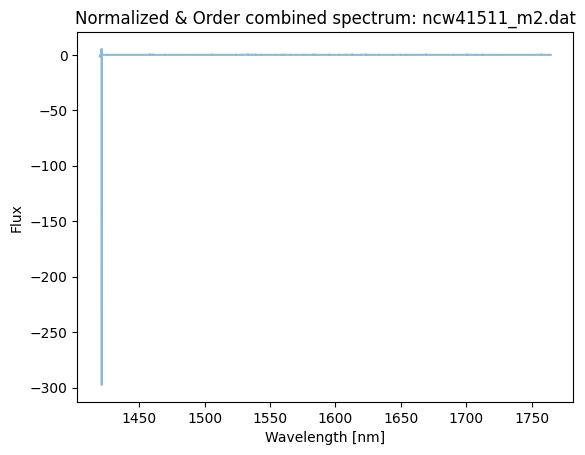 Normalized & Order combined spectrum: ncw41511_m2.dat
0
−50
−100
−150
−200
−250
−300
Flux
1450 1500 1550 1600 1650 1700 1750
Wavelength [nm]